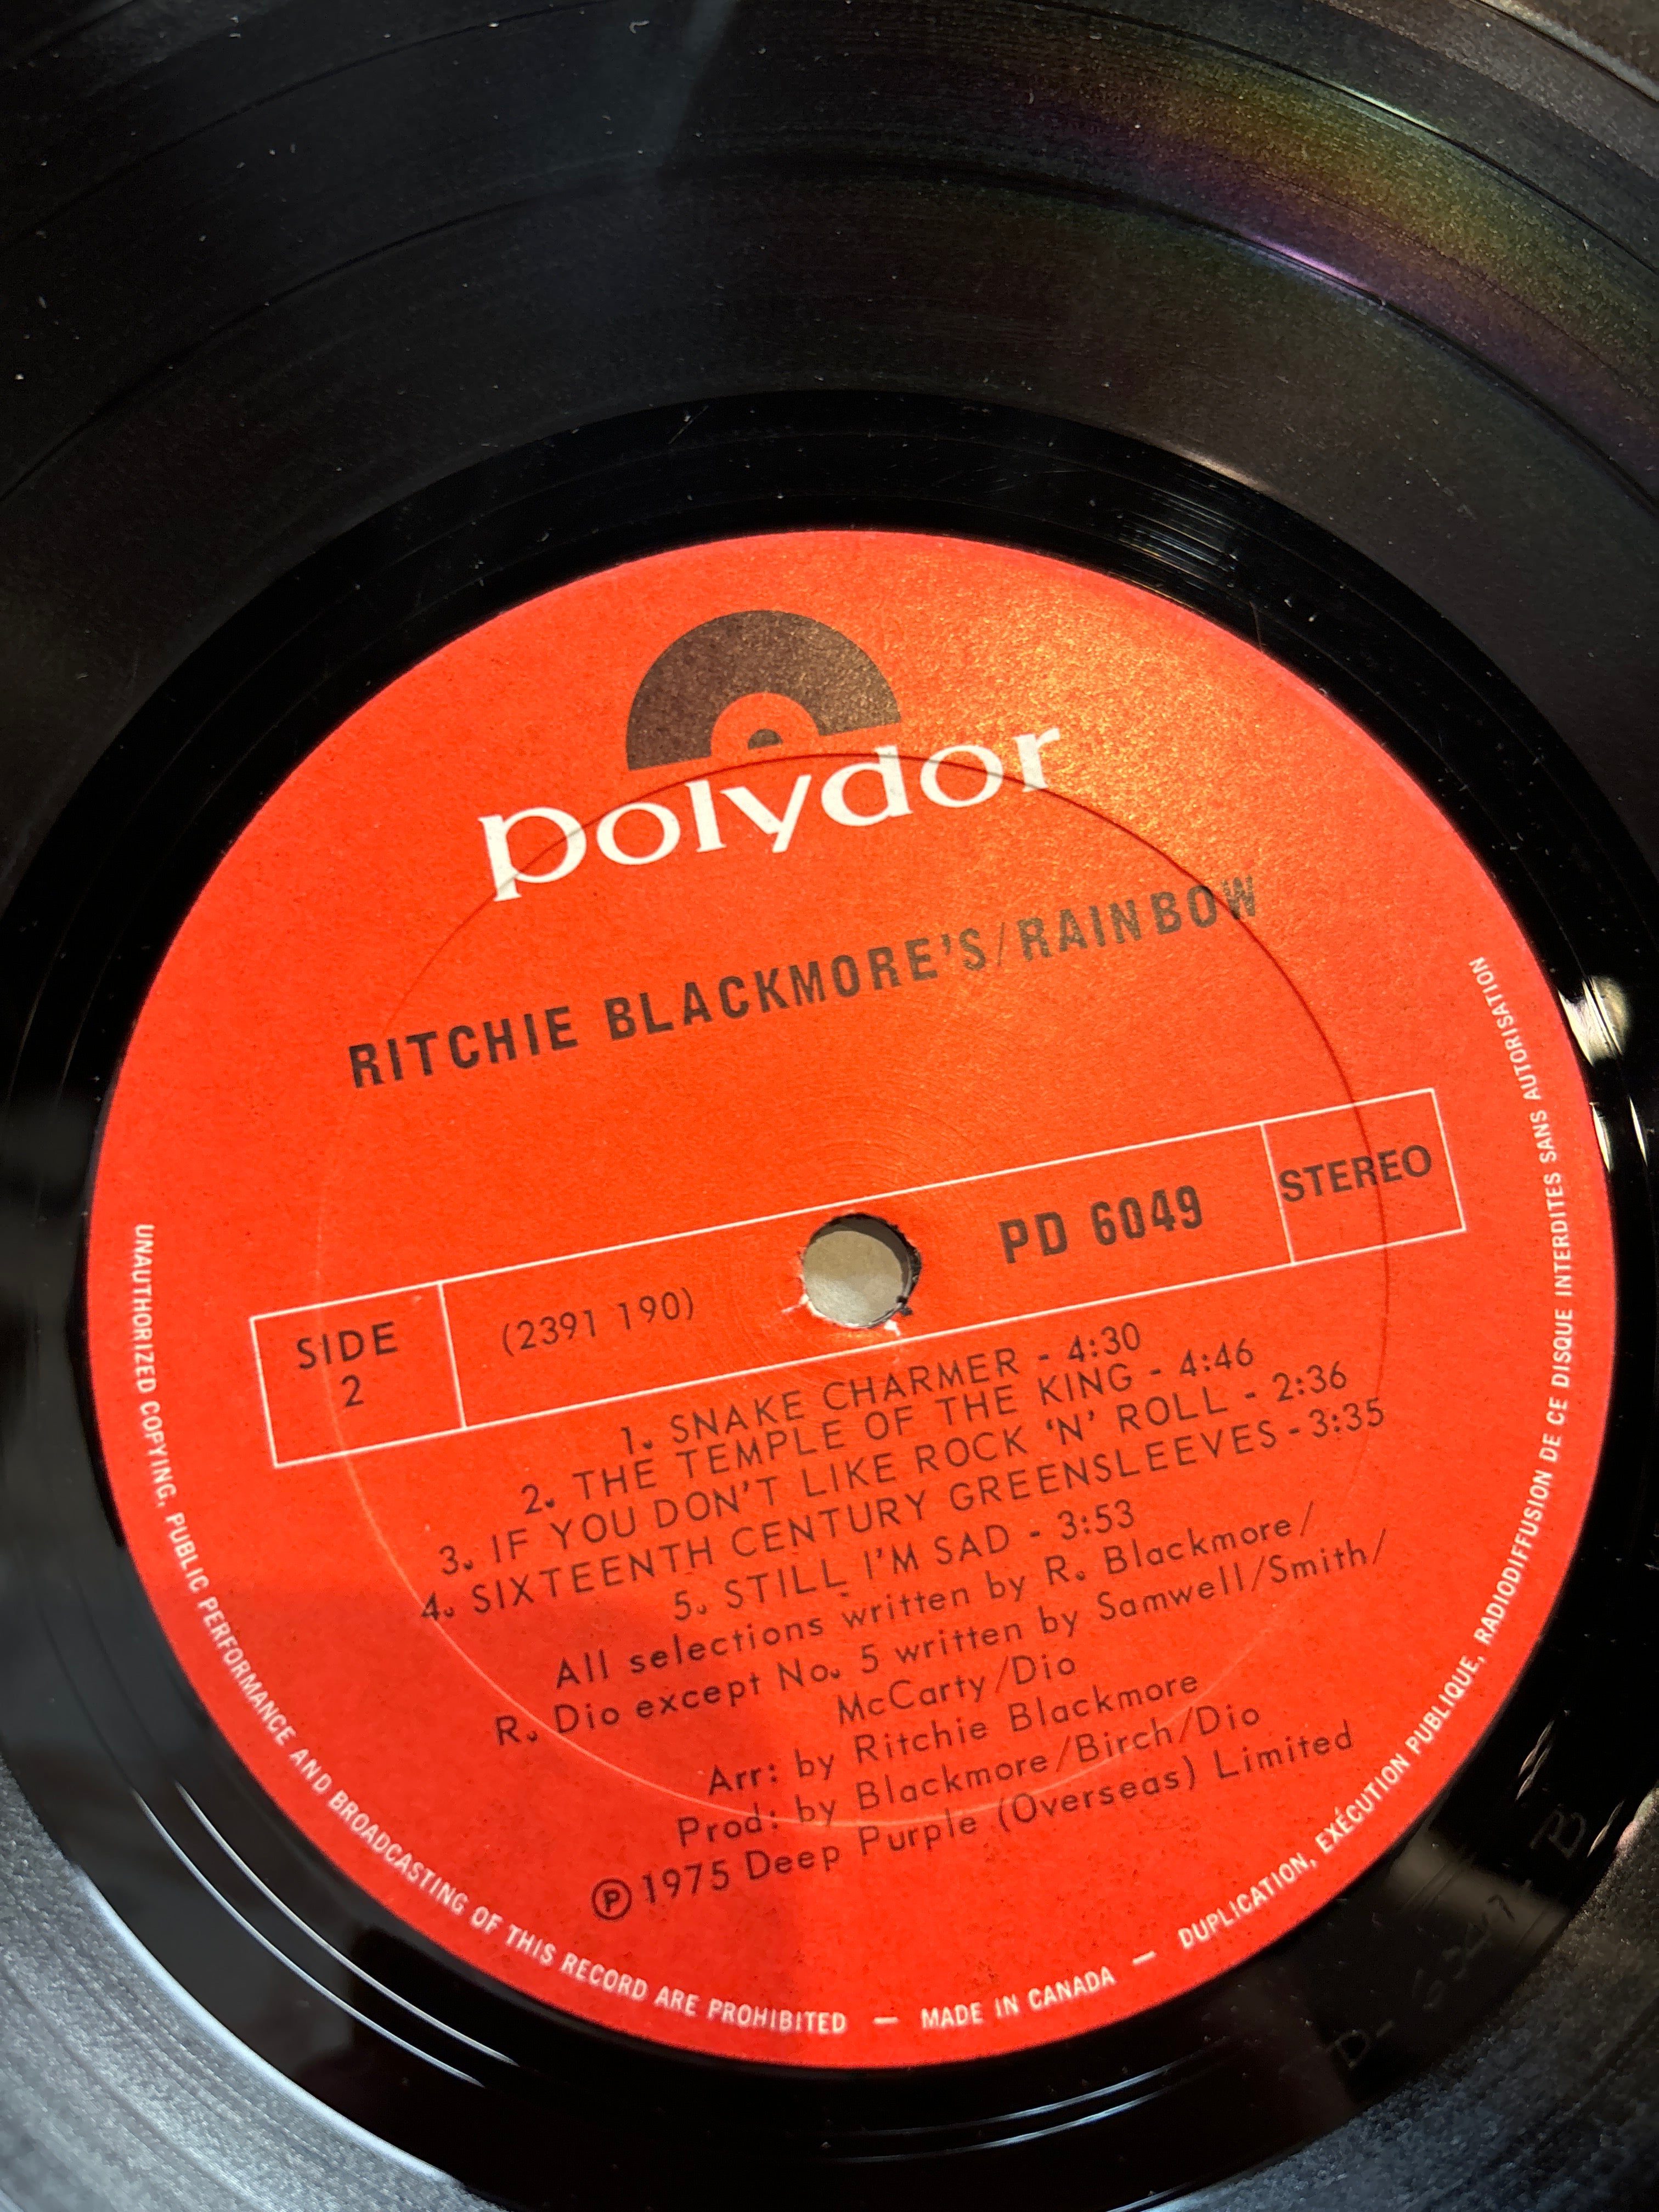 polydor
RITCHIE BLACKMORE'S/RAINBOW
SIDE
2
(2391 190)
PD 6049
STEREO
1. SNAKE CHARMER - 4:30
2. THE TEMPLE OF THE KING - 4:46
3. IF YOU DON'T LIKE ROCK 'N' ROLL - 2:36
4. SIXTEENTH CENTURY GREENSLEEVES - 3:35
5. STILL I'M SAD - 3:53
All selections written by R. Blackmore/
R. Dio except No. 5 written by Samwell/Smith/
McCarty/Dio
Arr: by Ritchie Blackmore
Prod: by Blackmore/Birch/Dio
Ⓟ 1975 Deep Purple (Overseas) Limited
UNAUTHORIZED COPYING, PUBLIC PERFORMANCE AND BROADCASTING OF THIS RECORD ARE PROHIBITED — MADE IN CANADA — DUPLICATION, EXÉCUTION PUBLIQUE, RADIODIFFUSION DE CE DISQUE INTERDITES SANS AUTORISATION